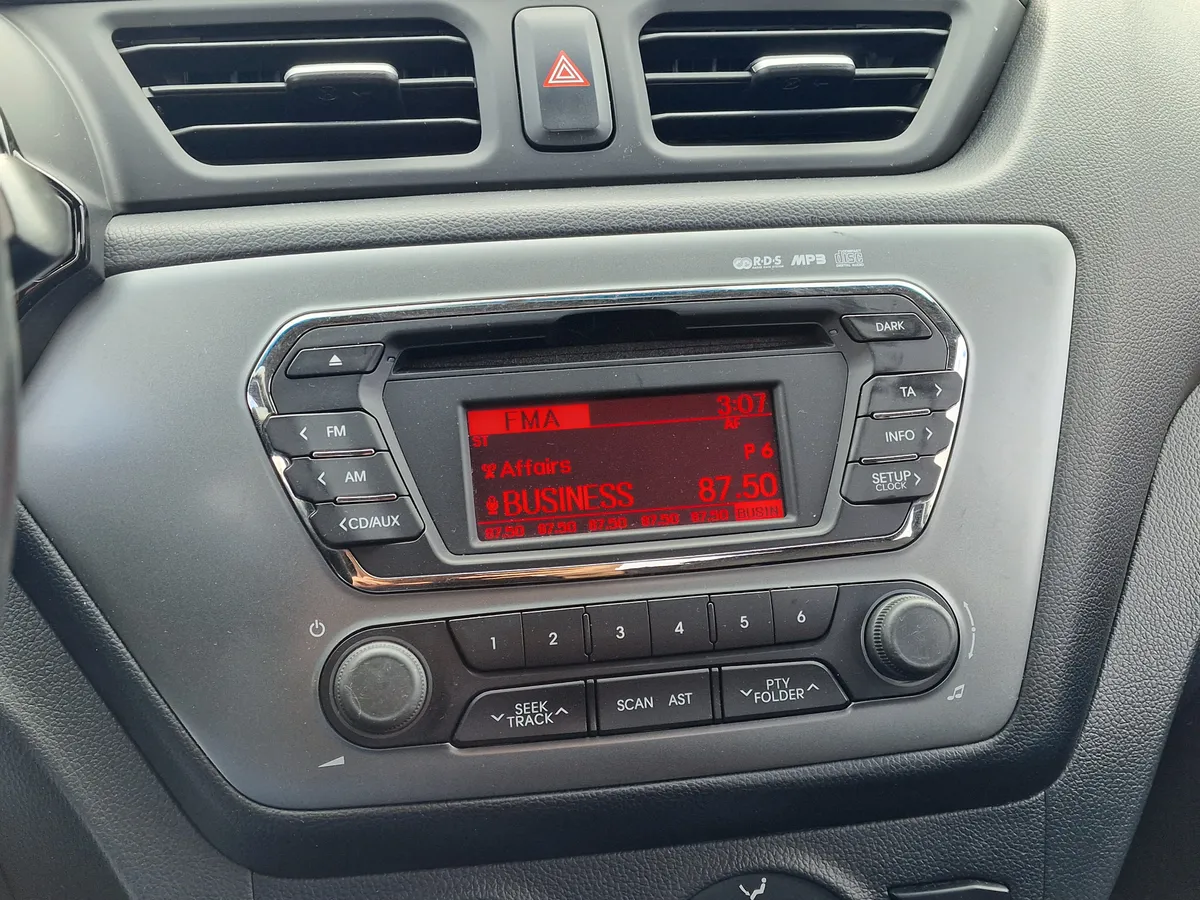 R·D·S MP3 disc
DARK
FMA 3:07
ST AF
TA
FM
Affairs P 6
INFO
AM
BUSINESS 87.50
SETUP
CLOCK
CD/AUX
87.50 87.50 87.50 87.50 87.50 BUSIN
1 2 3 4 5 6
SEEK
TRACK
SCAN AST
PTY
FOLDER